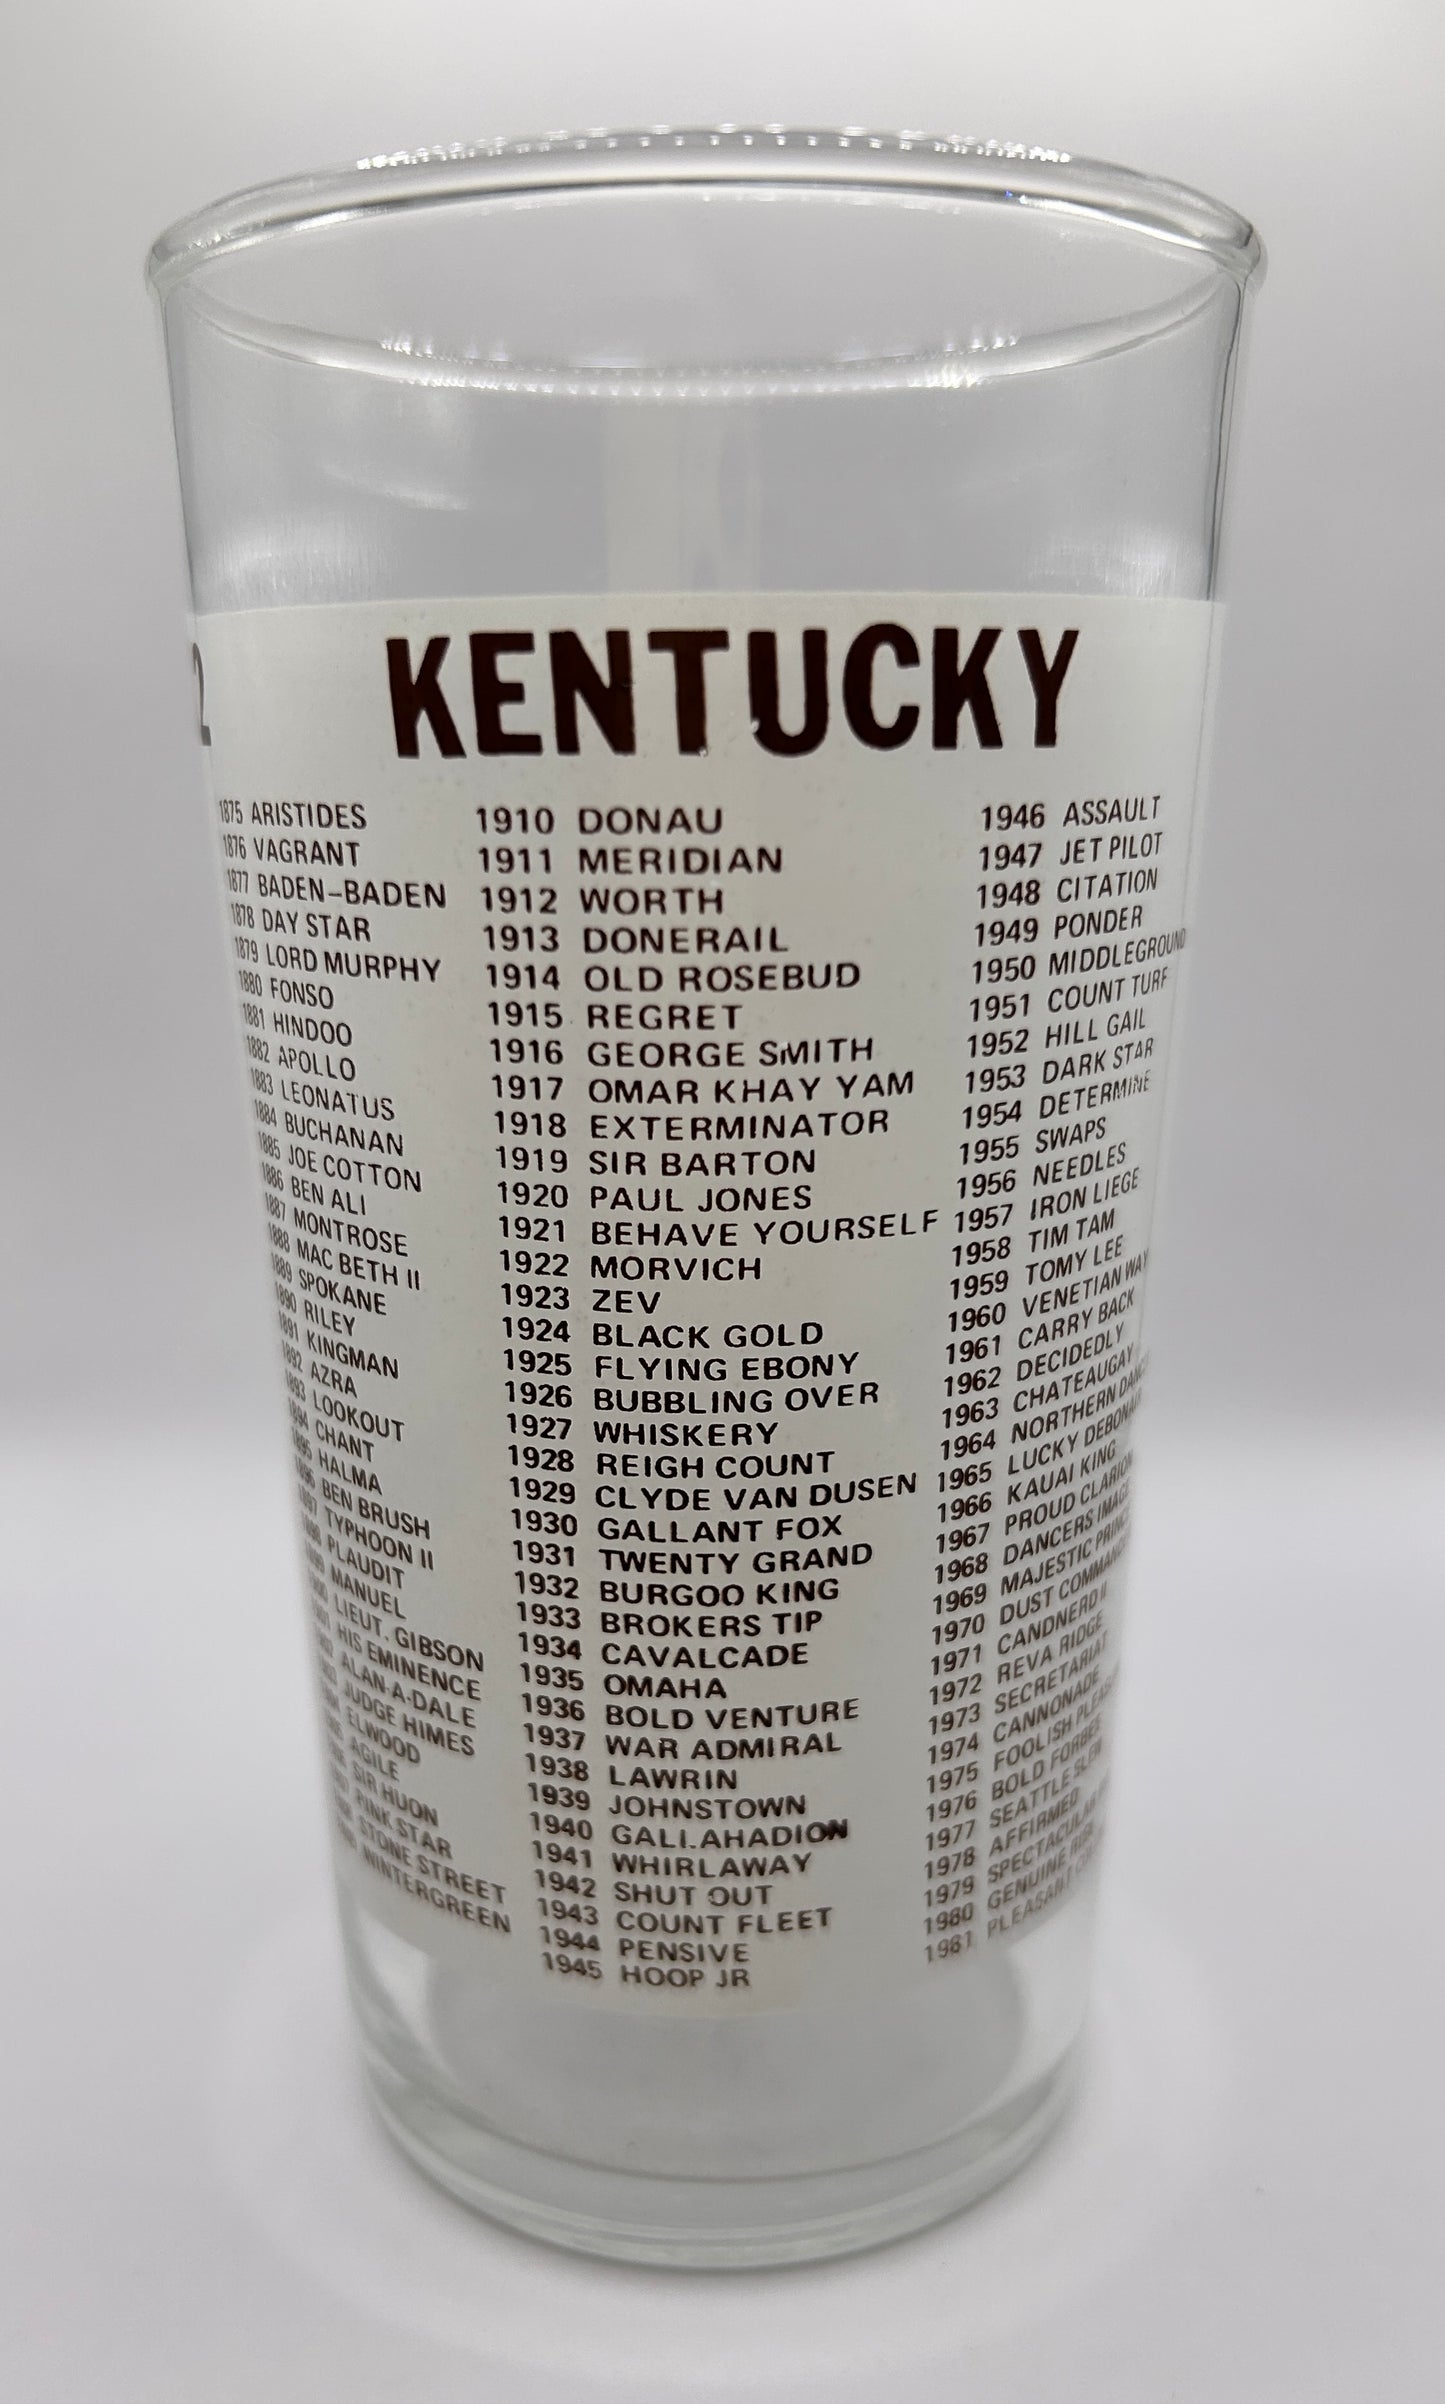 2
KENTUCKY
1875 ARISTIDES
1876 VAGRANT
1877 BADEN-BADEN
1878 DAY STAR
1879 LORD MURPHY
1880 FONSO
1881 HINDOO
1882 APOLLO
1883 LEONATUS
1884 BUCHANAN
1885 JOE COTTON
1886 BEN ALI
1887 MONTROSE
1888 MAC BETH II
1889 SPOKANE
1890 RILEY
1891 KINGMAN
1892 AZRA
1893 LOOKOUT
1894 CHANT
1895 HALMA
1896 BEN BRUSH
1897 TYPHOON II
PLAUDIT
MANUEL
LIEUT. GIBSON
HIS EMINENCE
ALAN-A-DALE
JUDGE HIMES
ELWOOD
AGILE
SIR HUON
PINK STAR
STONE STREET
WINTERGREEN
1910 DONAU
1911 MERIDIAN
1912 WORTH
1913 DONERAIL
1914 OLD ROSEBUD
1915 REGRET
1916 GEORGE SMITH
1917 OMAR KHAY YAM
1918 EXTERMINATOR
1919 SIR BARTON
1920 PAUL JONES
1921 BEHAVE YOURSELF
1922 MORVICH
1923 ZEV
1924 BLACK GOLD
1925 FLYING EBONY
1926 BUBBLING OVER
1927 WHISKERY
1928 REIGH COUNT
1929 CLYDE VAN DUSEN
1930 GALLANT FOX
1931 TWENTY GRAND
1932 BURGOO KING
1933 BROKERS TIP
1934 CAVALCADE
1935 OMAHA
1936 BOLD VENTURE
1937 WAR ADMIRAL
1938 LAWRIN
1939 JOHNSTOWN
1940 GALLAHADION
1941 WHIRLAWAY
1942 SHUT OUT
1943 COUNT FLEET
1944 PENSIVE
1945 HOOP JR
1946 ASSAULT
1947 JET PILOT
1948 CITATION
1949 PONDER
1950 MIDDLEGROUND
1951 COUNT TURF
1952 HILL GAIL
1953 DARK STAR
1954 DETERMINE
1955 SWAPS
1956 NEEDLES
1957 IRON LIEGE
1958 TIM TAM
1959 TOMY LEE
1960 VENETIAN WAY
1961 CARRY BACK
1962 DECIDEDLY
1963 CHATEAUGAY
1964 NORTHERN
1965 LUCKY DEBONAIR
1966 KAUAI KING
1967 PROUD CLARION
1968 DANCERS IMAGE
1969 MAJESTIC
1970 DUST
1971 CANONERO II
1972 REVA RIDGE
1973 SECRETARIAT
1974 CANNONADE
1975 FOOLISH
1976 BOLD FORBES
1977 SEATTLE SLEW
1978 AFFIRMED
1979 SPECTACULAR
1980 GENUINE RISK
1981 PLEASANT